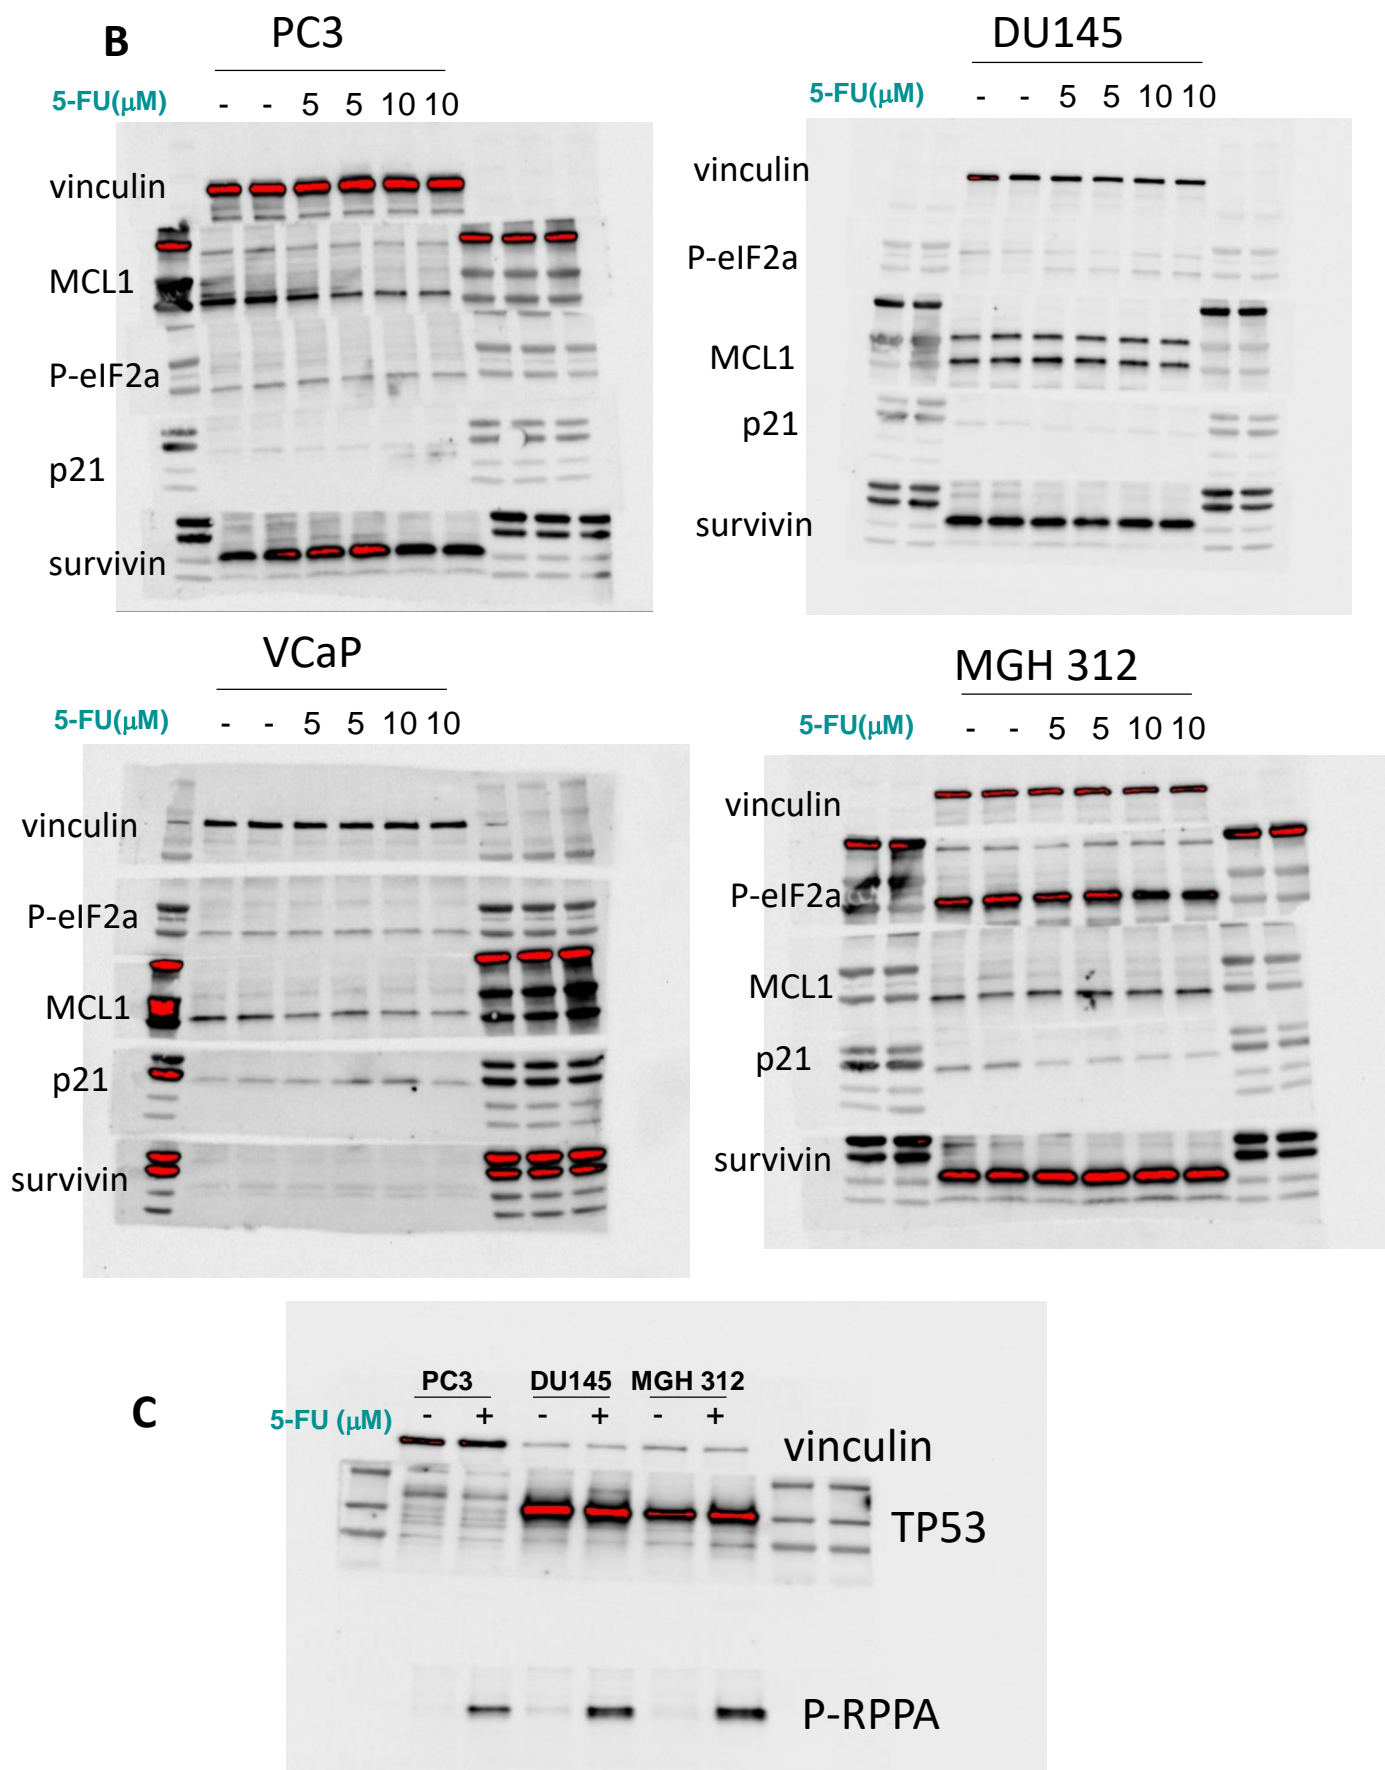 B
PC3
5-FU(μM) - - 5 5 10 10
vinculin
MCL1
P-eIF2a
p21
survivin
DU145
5-FU(μM) - - 5 5 10 10
vinculin
P-eIF2a
MCL1
p21
survivin
VCaP
5-FU(μM) - - 5 5 10 10
vinculin
P-eIF2a
MCL1
p21
survivin
MGH 312
5-FU(μM) - - 5 5 10 10
vinculin
P-eIF2a
MCL1
p21
survivin
C
PC3 DU145 MGH 312
5-FU (μM) - + - + - +
vinculin
TP53
P-RPPA